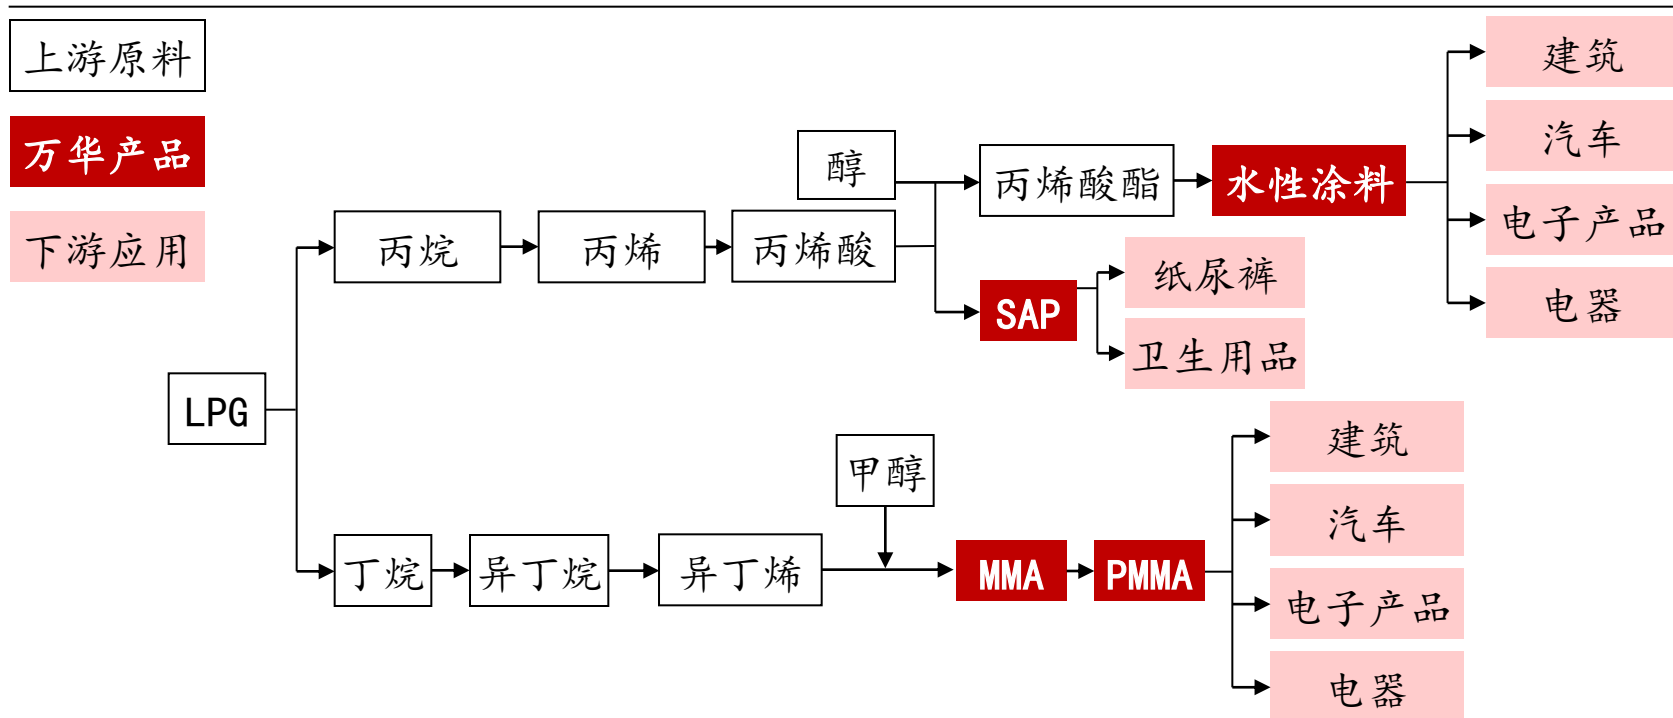 上游原料
万华产品
下游应用
LPG
丙烷
丙烯
丙烯酸
醇
丙烯酸酯
水性涂料
建筑
汽车
电子产品
电器
SAP
纸尿裤
卫生用品
丁烷
异丁烷
异丁烯
甲醇
MMA
PMMA
建筑
汽车
电子产品
电器